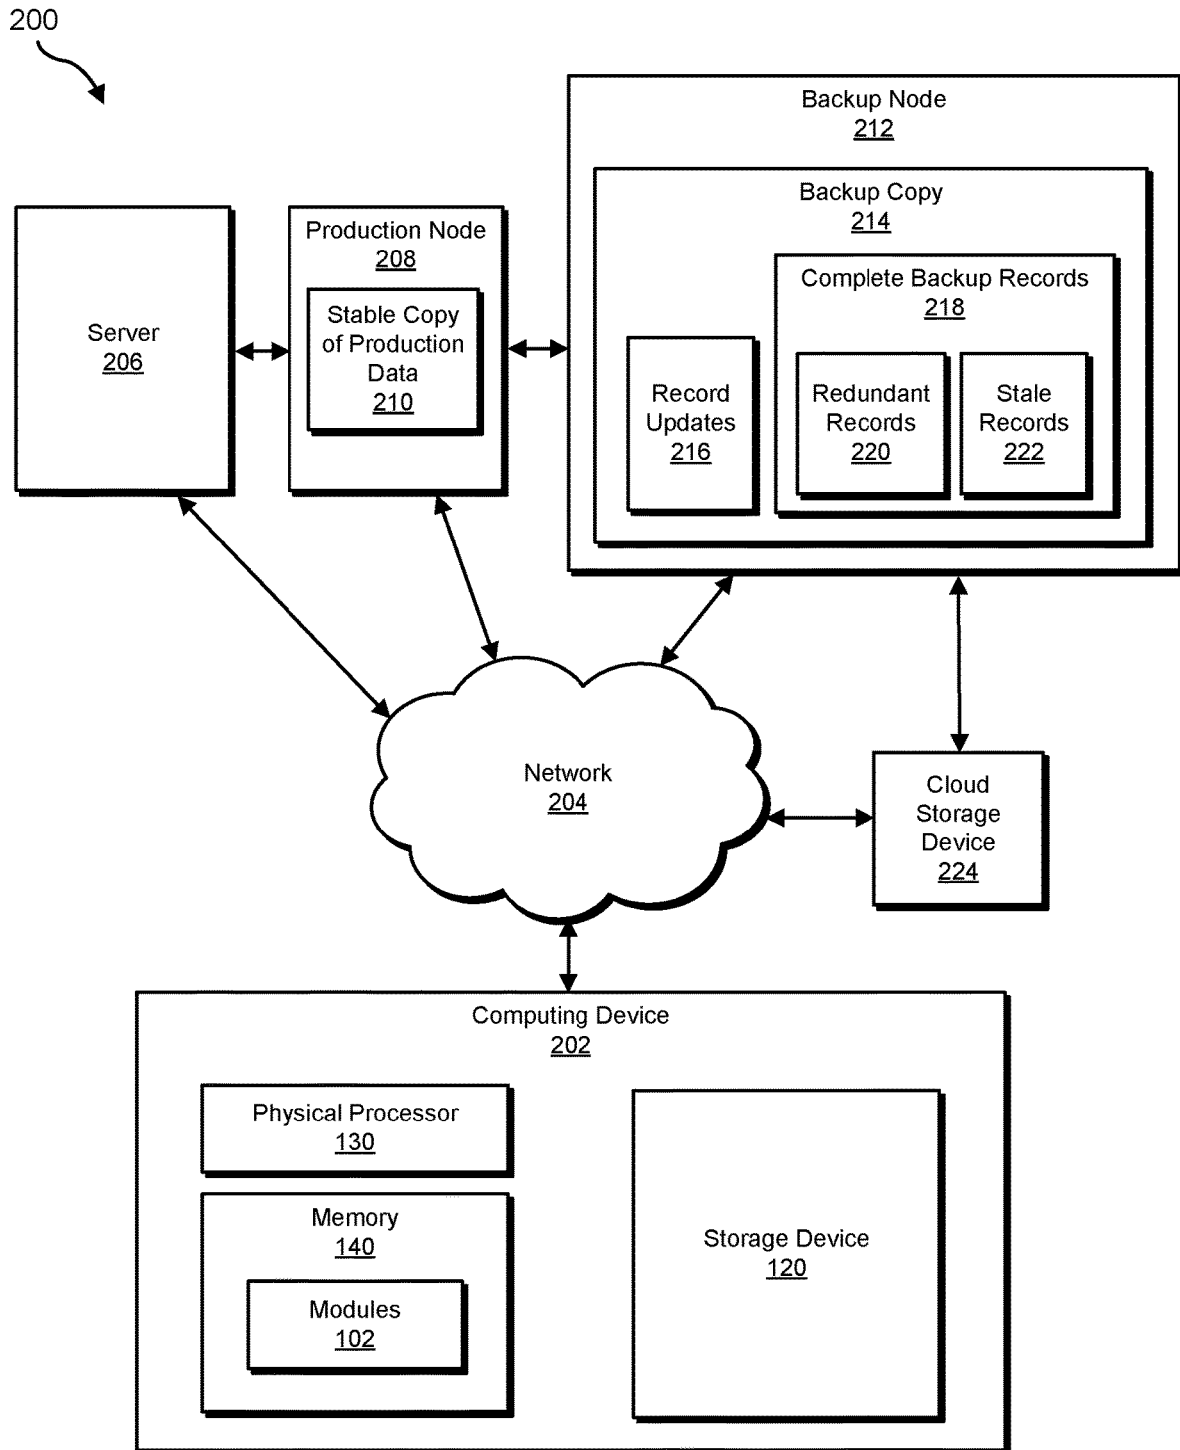 200
Backup Node
212
Backup Copy
214
Server
206
Production Node
208
Stable Copy
of Production
Data
210
Complete Backup Records
218
Record
Updates
216
Redundant
Records
220
Stale
Records
222
Network
204
Cloud
Storage
Device
224
Computing Device
202
Physical Processor
130
Memory
140
Modules
102
Storage Device
120